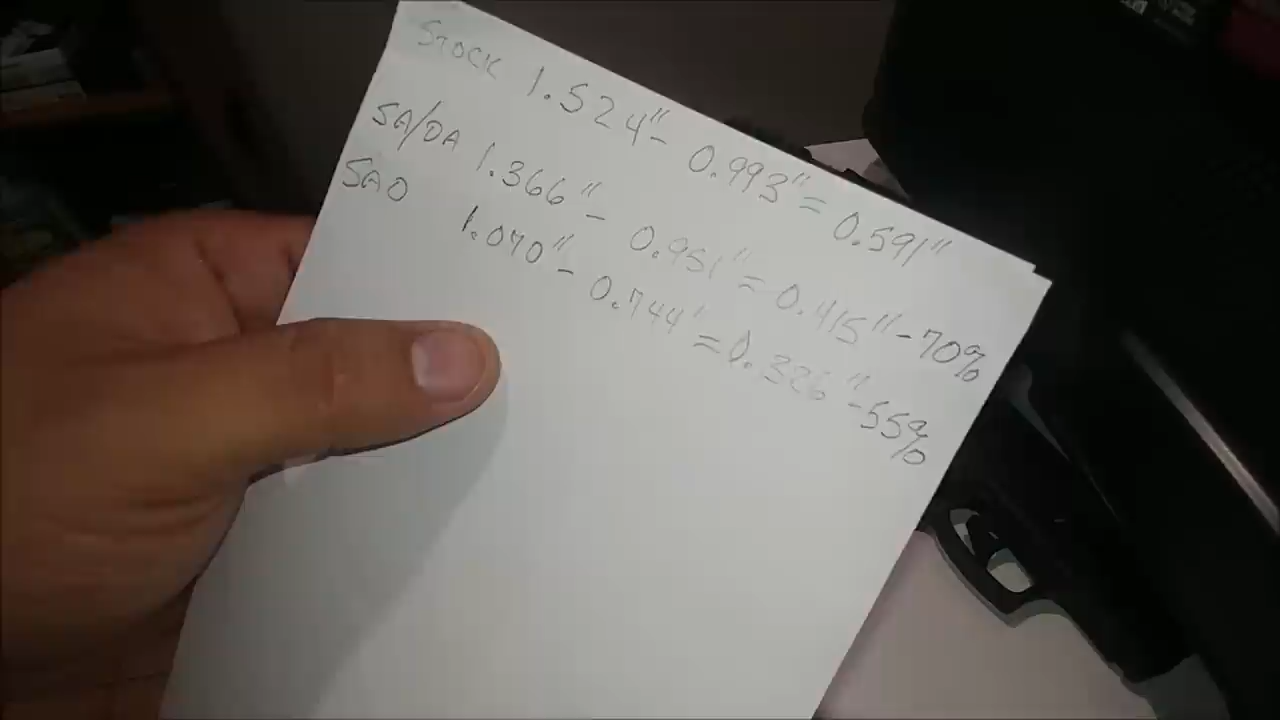 STOCK 1.524" - 0.993" = 0.591"
SA/DA 1.366" - 0.951" = 0.415" - 70%
SAO 1.070" - 0.744" = 0.326" - 55%